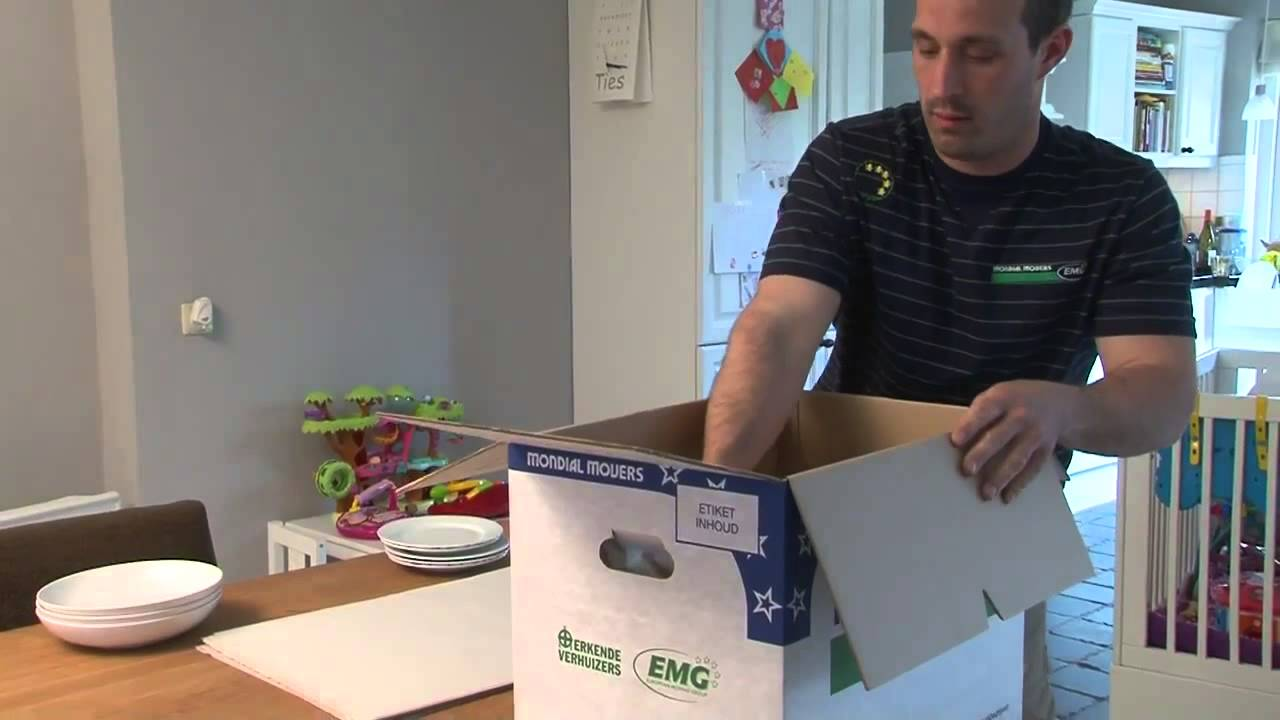 Ties
MONDIAL MOVERS
EMG
MONDIAL MOVERS
ETIKET
INHOUD
ERKENDE
VERHUIZERS
EMG